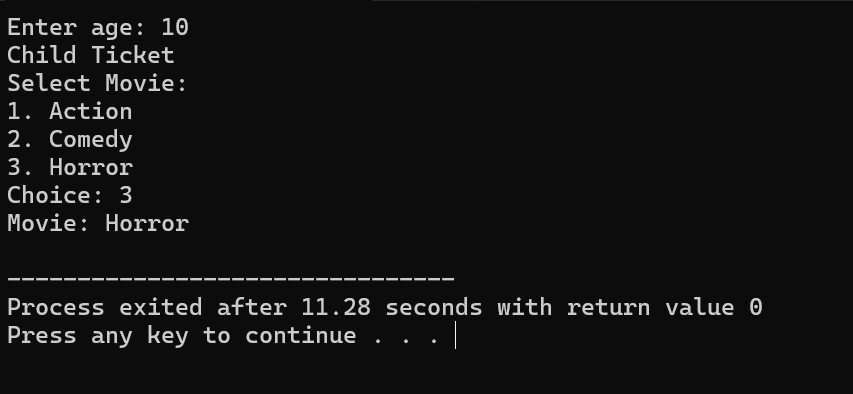 Enter age: 10
Child Ticket
Select Movie:
1. Action
2. Comedy
3. Horror
Choice: 3
Movie: Horror

--------------------------------
Process exited after 11.28 seconds with return value 0
Press any key to continue . . .